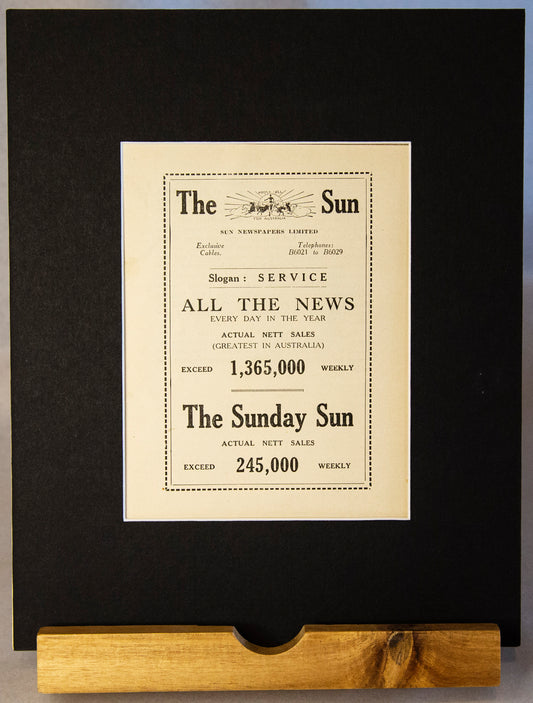 The Sun
FOR AUSTRALIA
SUN NEWSPAPERS LIMITED
Exclusive Cables.
Telephones: B6021 to B6029
Slogan: SERVICE
ALL THE NEWS
EVERY DAY IN THE YEAR
ACTUAL NETT SALES
(GREATEST IN AUSTRALIA)
EXCEED 1,365,000 WEEKLY
The Sunday Sun
ACTUAL NETT SALES
EXCEED 245,000 WEEKLY